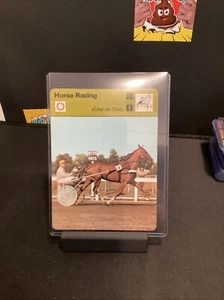 Horse Racing
«Une de Mai»